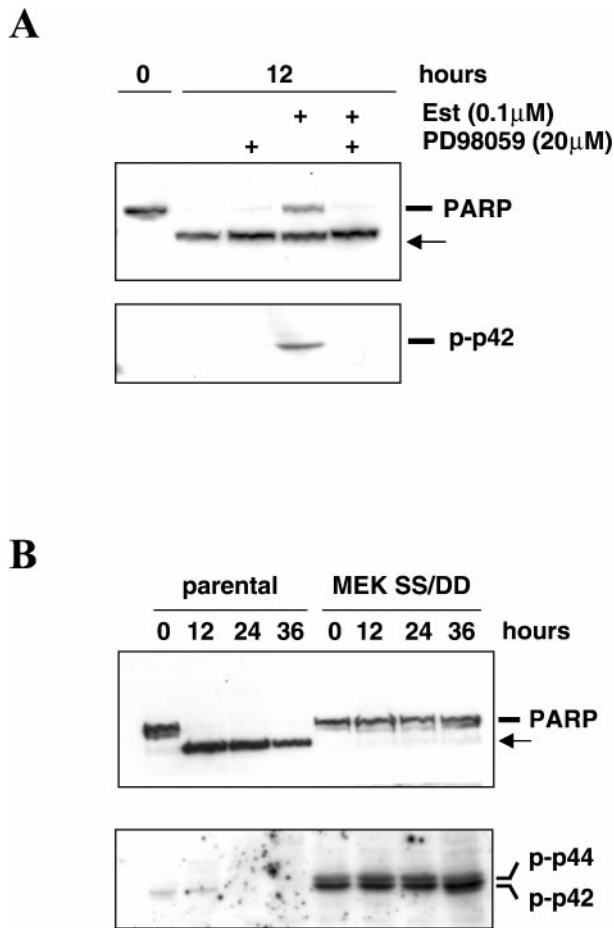 A
0 12 hours
+ + Est (0.1μM)
+ + PD98059 (20μM)
PARP
p-p42
B
parental MEK SS/DD
0 12 24 36 0 12 24 36 hours
PARP
p-p44
p-p42